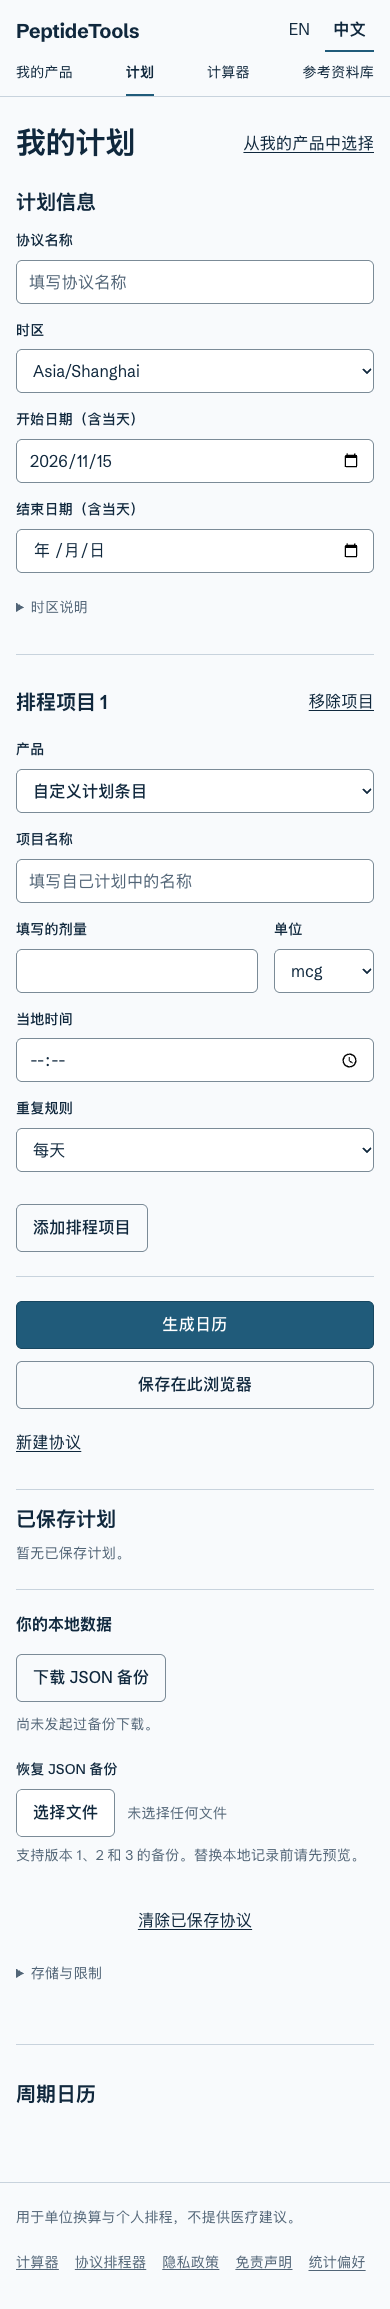 PeptideTools
EN 中文
我的产品 计划 计算器 参考资料库
我的计划 从我的产品中选择
计划信息
协议名称
填写协议名称
时区
Asia/Shanghai
开始日期（含当天）
2026/11/15
结束日期（含当天）
年 /月/日
时区说明
排程项目 1 移除项目
产品
自定义计划条目
项目名称
填写自己计划中的名称
填写的剂量 单位
mcg
当地时间
--:--
重复规则
每天
添加排程项目
生成日历
保存在此浏览器
新建协议
已保存计划
暂无已保存计划。
你的本地数据
下载 JSON 备份
尚未发起过备份下载。
恢复 JSON 备份
选择文件 未选择任何文件
支持版本 1、2 和 3 的备份。替换本地记录前请先预览。
清除已保存协议
存储与限制
周期日历
用于单位换算与个人排程，不提供医疗建议。
计算器 协议排程器 隐私政策 免责声明 统计偏好